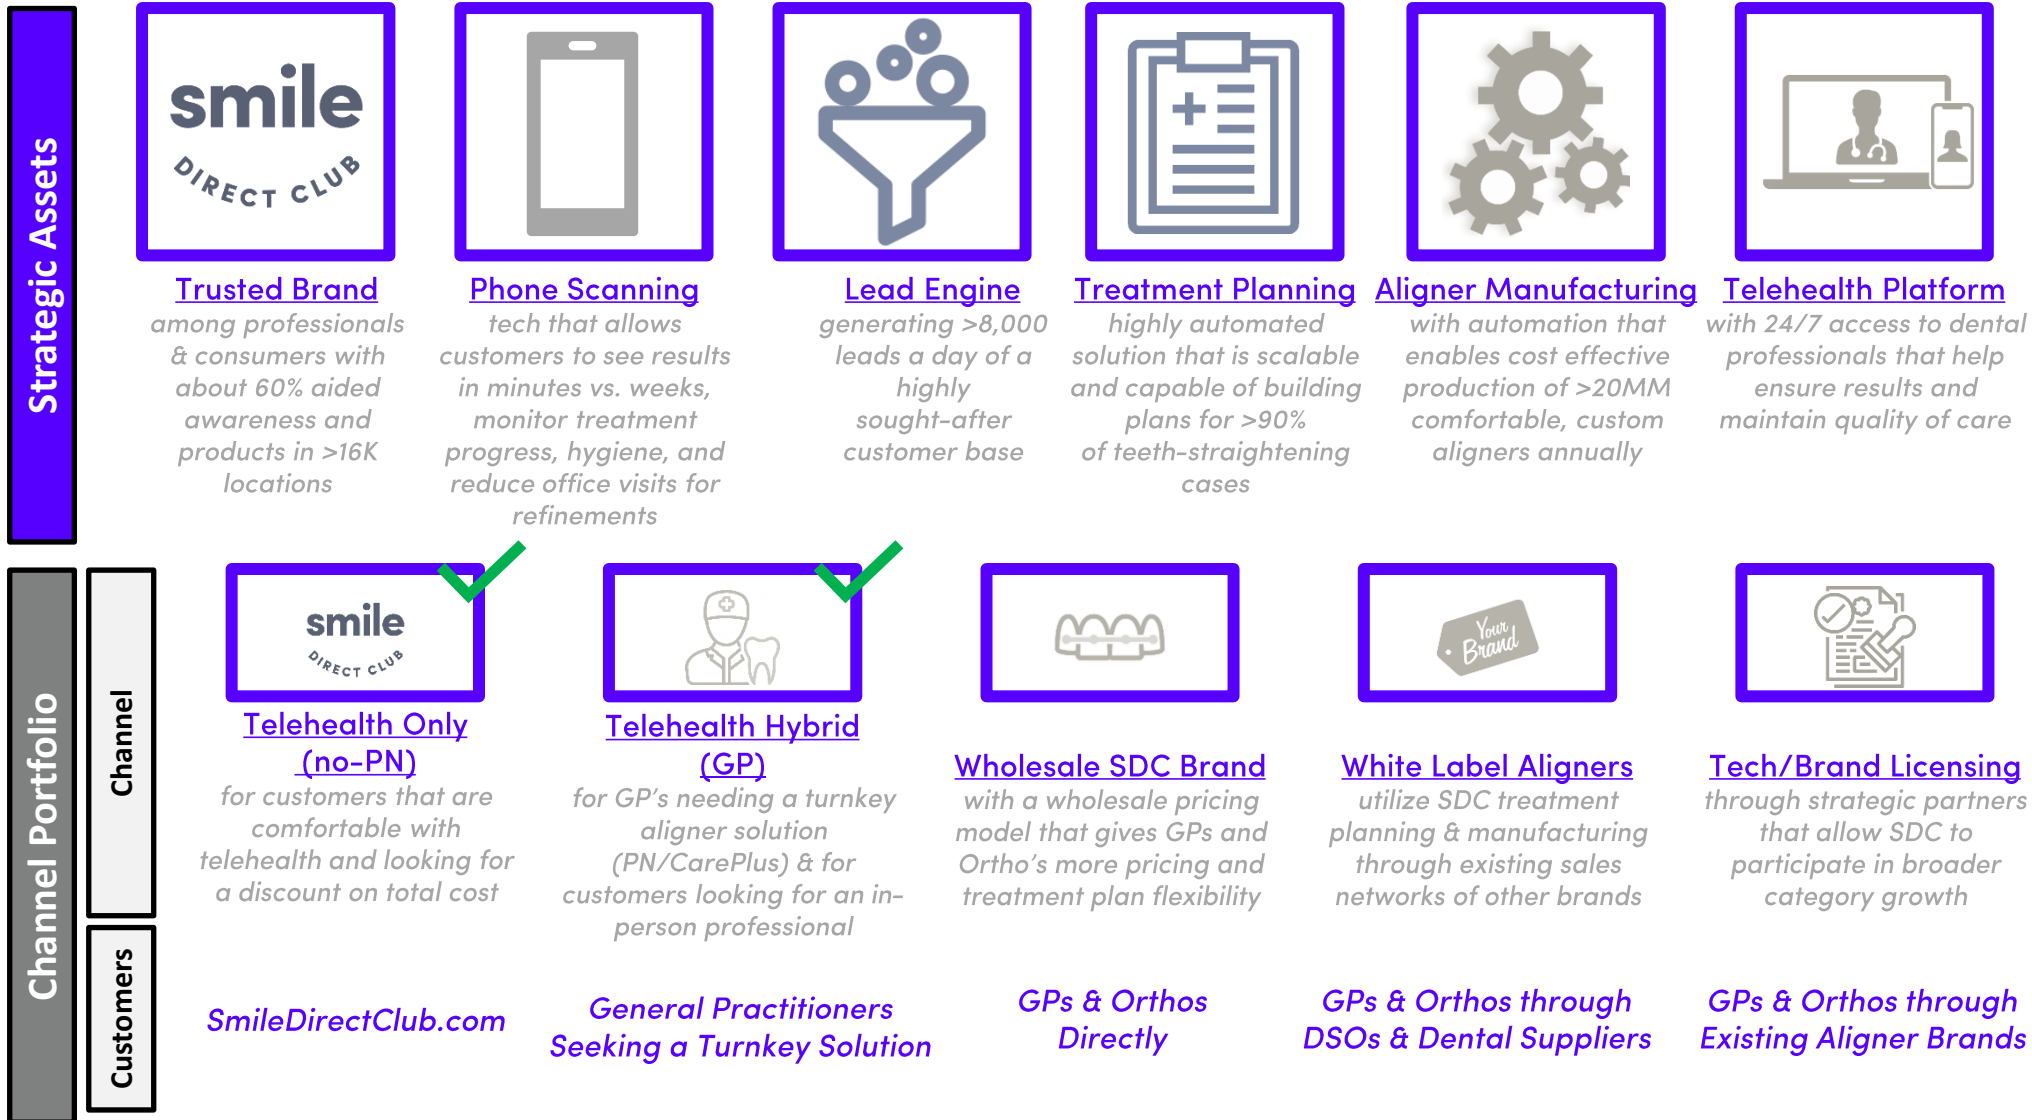 Strategic Assets
smile
DIRECT CLUB
Trusted Brand
among professionals
& consumers with
about 60% aided
awareness and
products in >16K
locations
Phone Scanning
tech that allows
customers to see results
in minutes vs. weeks,
monitor treatment
progress, hygiene, and
reduce office visits for
refinements
Lead Engine
generating >8,000
leads a day of a
highly
sought-after
customer base
Treatment Planning
highly automated
solution that is scalable
and capable of building
plans for >90%
of teeth-straightening
cases
Aligner Manufacturing
with automation that
enables cost effective
production of >20MM
comfortable, custom
aligners annually
Telehealth Platform
with 24/7 access to dental
professionals that help
ensure results and
maintain quality of care
Channel Portfolio
Channel
smile
DIRECT CLUB
Telehealth Only
(no-PN)
for customers that are
comfortable with
telehealth and looking for
a discount on total cost
Telehealth Hybrid
(GP)
for GP's needing a turnkey
aligner solution
(PN/CarePlus) & for
customers looking for an in-
person professional
Wholesale SDC Brand
with a wholesale pricing
model that gives GPs and
Ortho's more pricing and
treatment plan flexibility
Your
Brand
White Label Aligners
utilize SDC treatment
planning & manufacturing
through existing sales
networks of other brands
Tech/Brand Licensing
through strategic partners
that allow SDC to
participate in broader
category growth
Customers
SmileDirectClub.com
General Practitioners
Seeking a Turnkey Solution
GPs & Orthos
Directly
GPs & Orthos through
DSOs & Dental Suppliers
GPs & Orthos through
Existing Aligner Brands